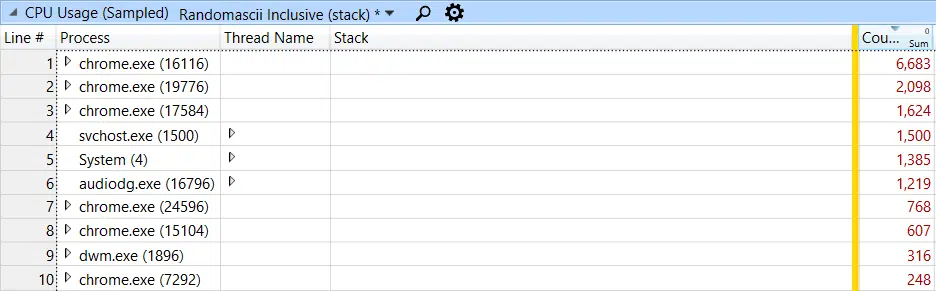 CPU Usage (Sampled) Randomascii Inclusive (stack) *
Line # Process Thread Name Stack Cou... 0 Sum
1 chrome.exe (16116) 6,683
2 chrome.exe (19776) 2,098
3 chrome.exe (17584) 1,624
4 svchost.exe (1500) 1,500
5 System (4) 1,385
6 audiodg.exe (16796) 1,219
7 chrome.exe (24596) 768
8 chrome.exe (15104) 607
9 dwm.exe (1896) 316
10 chrome.exe (7292) 248